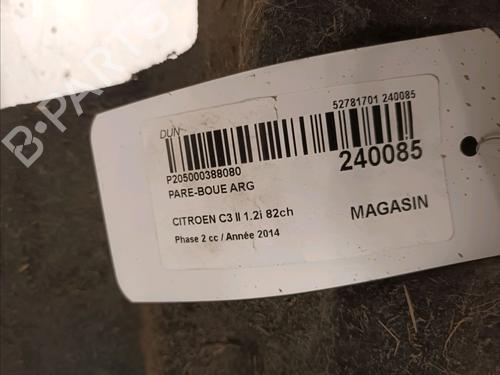 B-PARTS
DUN
52781701 240085
P205000388080
240085
PARE-BOUE ARG
CITROEN C3 II 1.2i 82ch
MAGASIN
Phase 2 cc / Année 2014